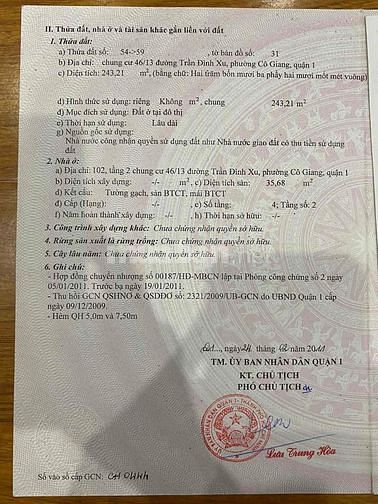 II. Thửa đất, nhà ở và tài sản khác gắn liền với đất
1. Thửa đất:
a) Thửa đất số: 54->59 , tờ bản đồ số: 31
b) Địa chỉ: chung cư 46/13 đường Trần Đình Xu, phường Cô Giang, quận 1
c) Diện tích: 243,21 m², (bằng chữ: Hai trăm bốn mươi ba phẩy hai mươi mốt mét vuông)
d) Hình thức sử dụng: riêng Không m², chung 243,21 m²
đ) Mục đích sử dụng: Đất ở tại đô thị
e) Thời hạn sử dụng: Lâu dài
g) Nguồn gốc sử dụng:
Nhà nước công nhận quyền sử dụng đất như Nhà nước giao đất có thu tiền sử dụng
đất
2. Nhà ở:
a) Địa chỉ: 102, tầng 2 chung cư 46/13 đường Trần Đình Xu, phường Cô Giang, quận 1
b) Diện tích xây dựng: -/- m², c) Diện tích sàn: 35,68 m²
d) Kết cấu: Tường gạch, sàn BTCT, mái BTCT
đ) Cấp (Hạng): -/- e) Số tầng: 4; Tầng số: 2
f) Năm hoàn thành xây dựng: -/- h) Thời hạn sở hữu: -/-
3. Công trình xây dựng khác: Chưa chứng nhận quyền sở hữu.
4. Rừng sản xuất là rừng trồng: Chưa chứng nhận quyền sở hữu.
5. Cây lâu năm: Chưa chứng nhận quyền sở hữu.
6. Ghi chú:
- Hợp đồng chuyển nhượng số 00187/HĐ-MBCN lập tại Phòng công chứng số 2 ngày
05/01/2011. Trước bạ ngày 19/01/2011.
- Thu hồi GCN QSHNO & QSDĐO số: 2321/2009/UB-GCN do UBND Quận 1 cấp
ngày 09/12/2009.
- Hẻm QH 5,0m và 7,50m
ngày 24 tháng 02 năm 2011
TM. ỦY BAN NHÂN DÂN QUẬN 1
KT. CHỦ TỊCH
PHÓ CHỦ TỊCH
Lưu Trung Hòa
Số vào sổ cấp GCN: CH 0444